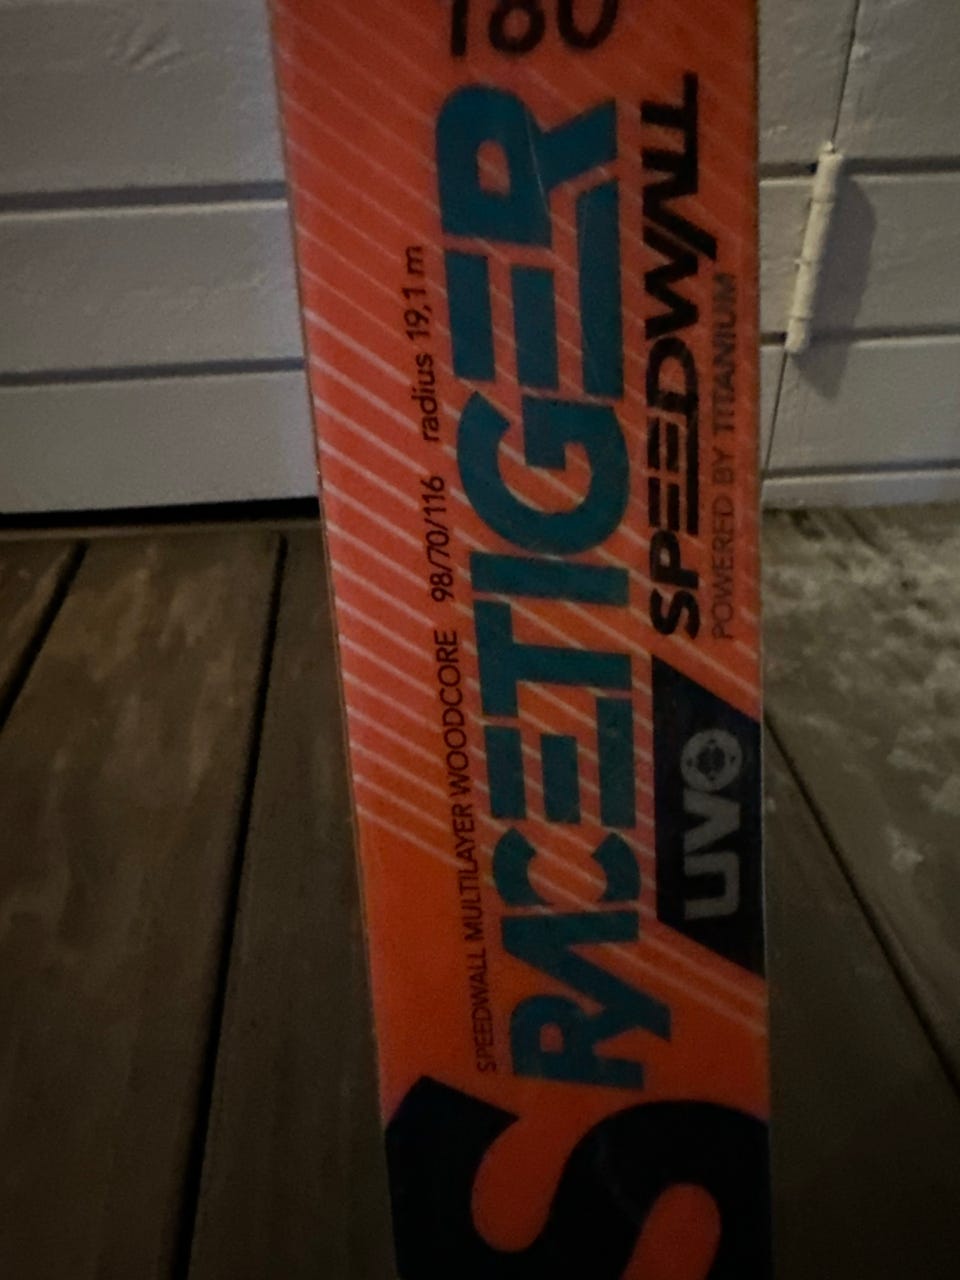 180
SPEEDWALL MULTILAYER WOODCORE 98/70/116 radius 19,1 m
RACETIGER
SPEEDWALL
POWERED BY TITANIUM
UVO
S